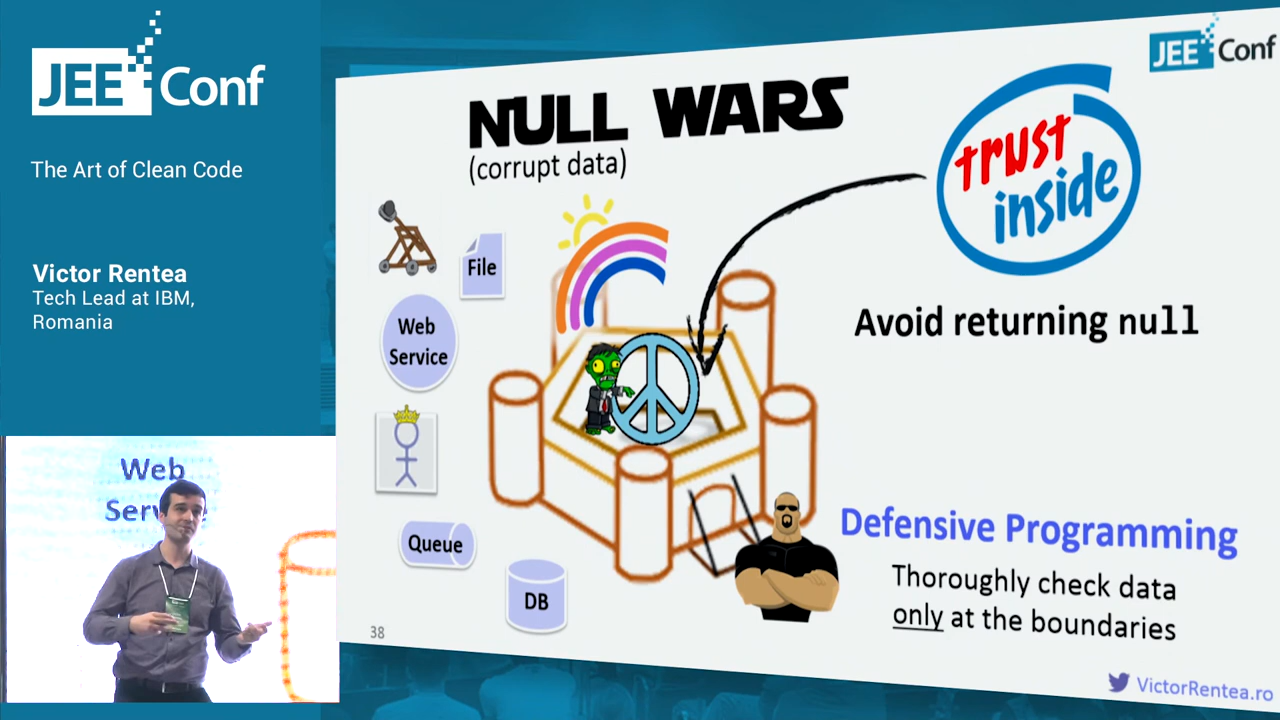 JEE Conf
The Art of Clean Code
Victor Rentea
Tech Lead at IBM,
Romania
Web
Service
JEE Conf
NULL WARS
(corrupt data)
trust
inside
File
Web
Service
Avoid returning null
Queue
DB
Defensive Programming
Thoroughly check data
only at the boundaries
38
VictorRentea.ro